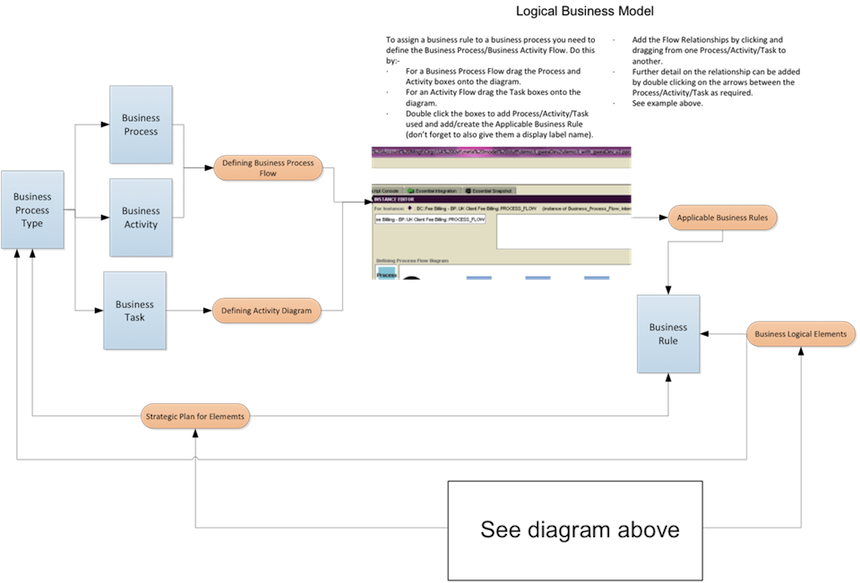 Logical Business Model
To assign a business rule to a business process you need to
define the Business Process/Business Activity Flow. Do this
by:-
· For a Business Process Flow drag the Process and
Activity boxes onto the diagram.
· For an Activity Flow drag the Task boxes onto the
diagram.
· Double click the boxes to add Process/Activity/Task
used and add/create the Applicable Business Rule
(don't forget to also give them a display label name).
· Add the Flow Relationships by clicking and
dragging from one Process/Activity/Task to
another.
· Further detail on the relationship can be added
by double clicking on the arrows between the
Process/Activity/Task as required.
· See example above.
Business
Process
Type
Business
Process
Business
Activity
Business
Task
Defining Business Process
Flow
Defining Activity Diagram
cript Console Essential Integration Essential Snapshot
INSTANCE EDITOR
For Instance: BC: Fee Billing - BP: UK Client Fee Billing::PROCESS_FLOW (instance of Business_Process_Flow, inter
ee Billing - BP: UK Client Fee Billing::PROCESS_FLOW
Defining Process Flow Diagram
Process
Applicable Business Rules
Business
Rule
Business Logical Elements
Strategic Plan for Elememts
See diagram above